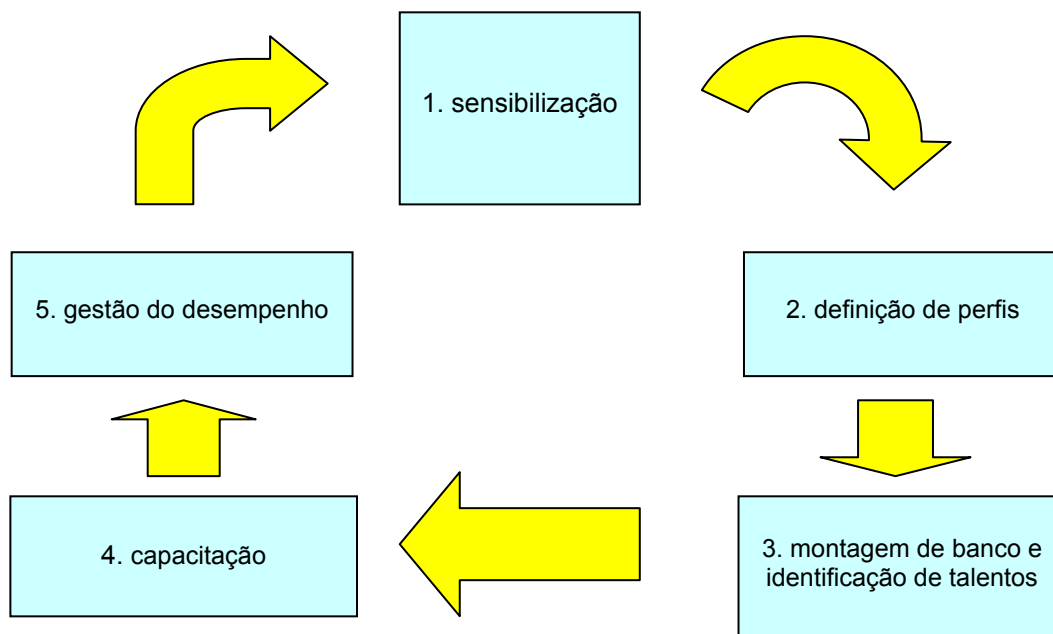 1. sensibilização
2. definição de perfis
3. montagem de banco e
identificação de talentos
4. capacitação
5. gestão do desempenho